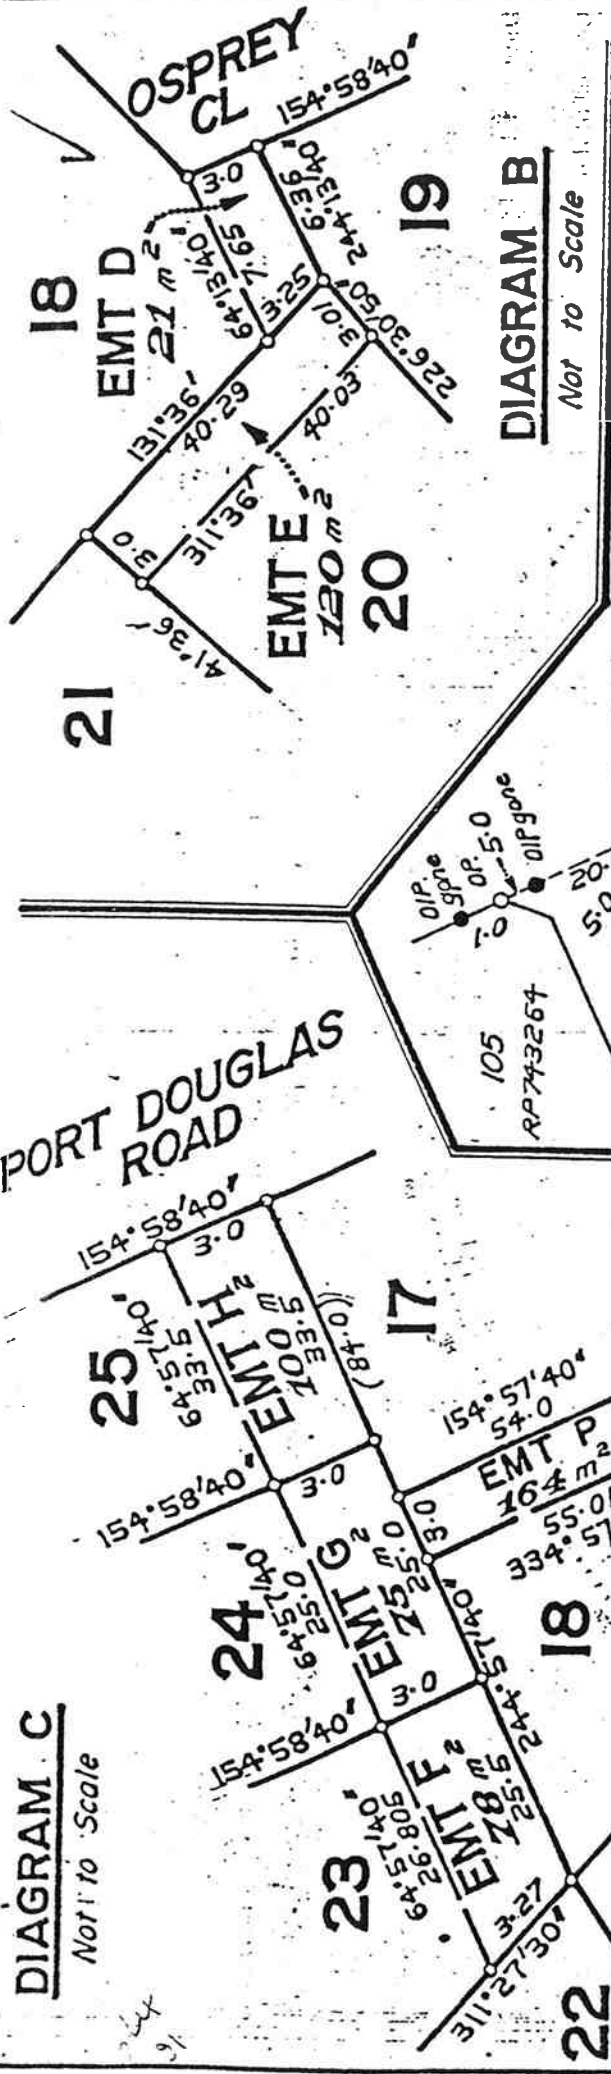 DIAGRAM C
Not to Scale
PORT DOUGLAS
ROAD
154°58'40"
3.0
25
64°57'40"
33.5
EMT H
100 m²
33.5
(84.0)
17
154°58'40"
3.0
24
64°57'40"
25.0
EMT G
75 m²
25.0
3.0
154°57'40"
54.0
EMT P
164 m²
55.0
334°57
18
154°58'40"
3.0
23
64°57'40"
26.805
EMT F
78 m²
25.5
244°57'40"
3.27
311°27'30"
22
21
OSPREY
CL
154°58'40"
18
EMT D
21 m²
3.0
64°13'40"
7.65
6.36
244°13'40"
19
3.25
131°36'
40.29
3.01
226°30'50"
40.03
311°36'
3.0
41°36'
EMT E
120 m²
20
DIAGRAM B
Not to Scale
OIP
gone
OP.
5.0
OIP gone
1.0
20.
5.0
105
RP743264